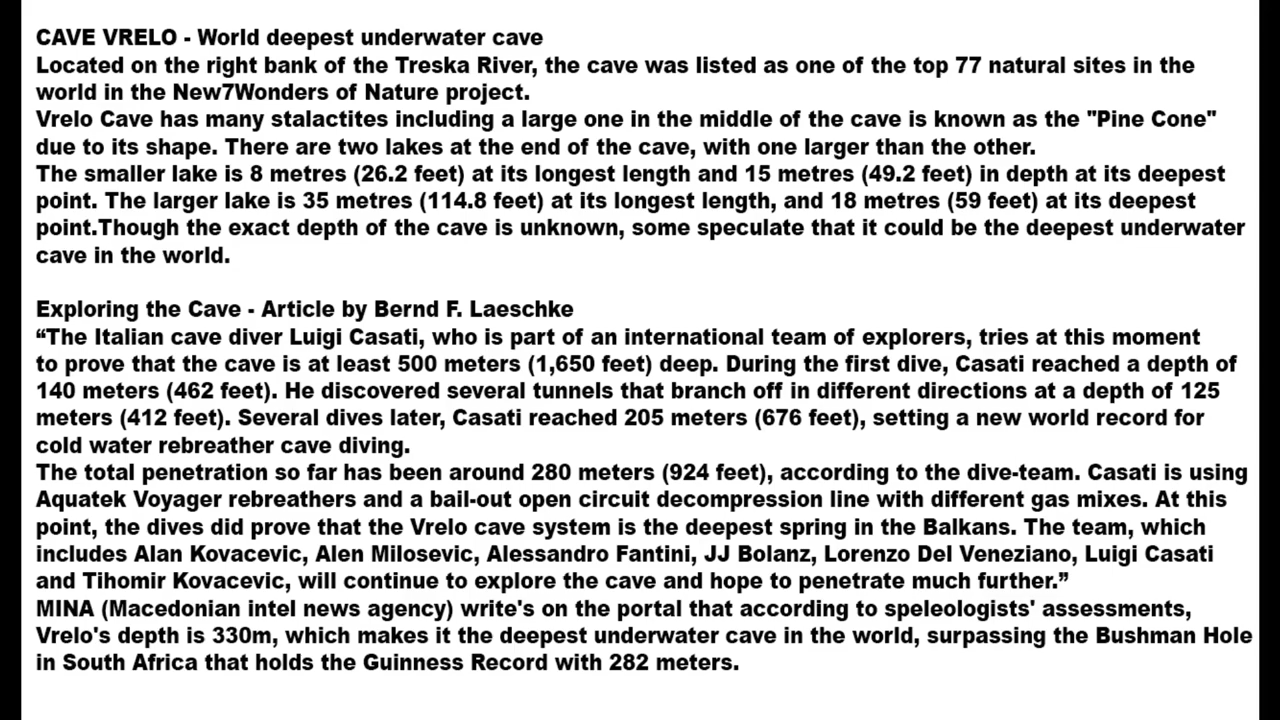 CAVE VRELO - World deepest underwater cave
Located on the right bank of the Treska River, the cave was listed as one of the top 77 natural sites in the
world in the New7Wonders of Nature project.
Vrelo Cave has many stalactites including a large one in the middle of the cave is known as the "Pine Cone"
due to its shape. There are two lakes at the end of the cave, with one larger than the other.
The smaller lake is 8 metres (26.2 feet) at its longest length and 15 metres (49.2 feet) in depth at its deepest
point. The larger lake is 35 metres (114.8 feet) at its longest length, and 18 metres (59 feet) at its deepest
point.Though the exact depth of the cave is unknown, some speculate that it could be the deepest underwater
cave in the world.
Exploring the Cave - Article by Bernd F. Laeschke
“The Italian cave diver Luigi Casati, who is part of an international team of explorers, tries at this moment
to prove that the cave is at least 500 meters (1,650 feet) deep. During the first dive, Casati reached a depth of
140 meters (462 feet). He discovered several tunnels that branch off in different directions at a depth of 125
meters (412 feet). Several dives later, Casati reached 205 meters (676 feet), setting a new world record for
cold water rebreather cave diving.
The total penetration so far has been around 280 meters (924 feet), according to the dive-team. Casati is using
Aquatek Voyager rebreathers and a bail-out open circuit decompression line with different gas mixes. At this
point, the dives did prove that the Vrelo cave system is the deepest spring in the Balkans. The team, which
includes Alan Kovacevic, Alen Milosevic, Alessandro Fantini, JJ Bolanz, Lorenzo Del Veneziano, Luigi Casati
and Tihomir Kovacevic, will continue to explore the cave and hope to penetrate much further.”
MINA (Macedonian intel news agency) write's on the portal that according to speleologists' assessments,
Vrelo's depth is 330m, which makes it the deepest underwater cave in the world, surpassing the Bushman Hole
in South Africa that holds the Guinness Record with 282 meters.